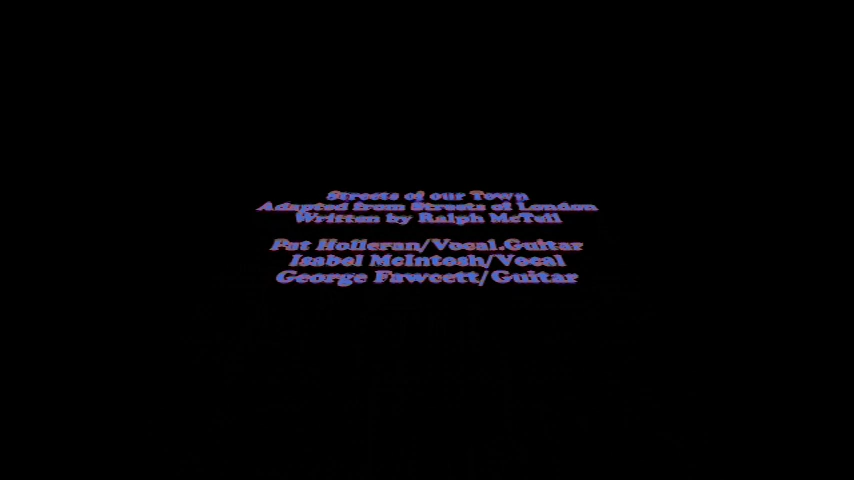 Streets of our Town
Adapted from Streets of London
Written by Ralph McTell
Pat Holleran/Vocal.Guitar
Isabel McIntosh/Vocal
George Fawcett/Guitar